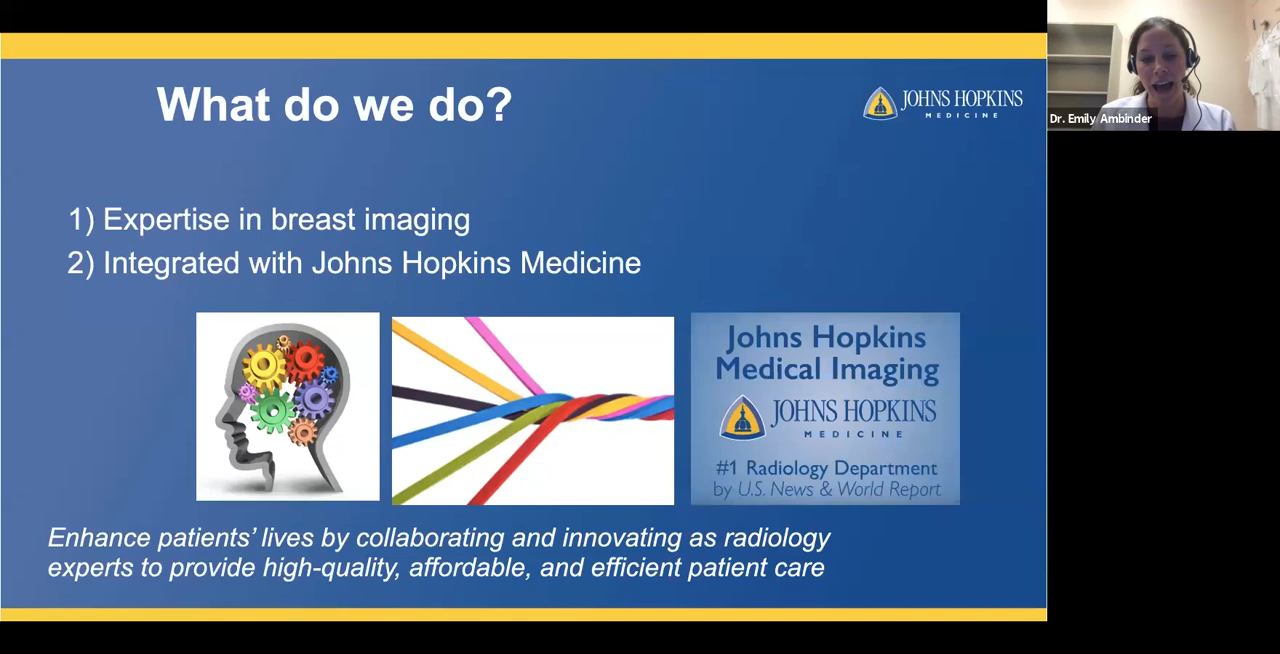 What do we do?
JOHNS HOPKINS
MEDICINE
Dr. Emily Ambinder
1) Expertise in breast imaging
2) Integrated with Johns Hopkins Medicine
Johns Hopkins
Medical Imaging
JOHNS HOPKINS
MEDICINE
#1 Radiology Department
by U.S. News & World Report
Enhance patients’ lives by collaborating and innovating as radiology
experts to provide high-quality, affordable, and efficient patient care